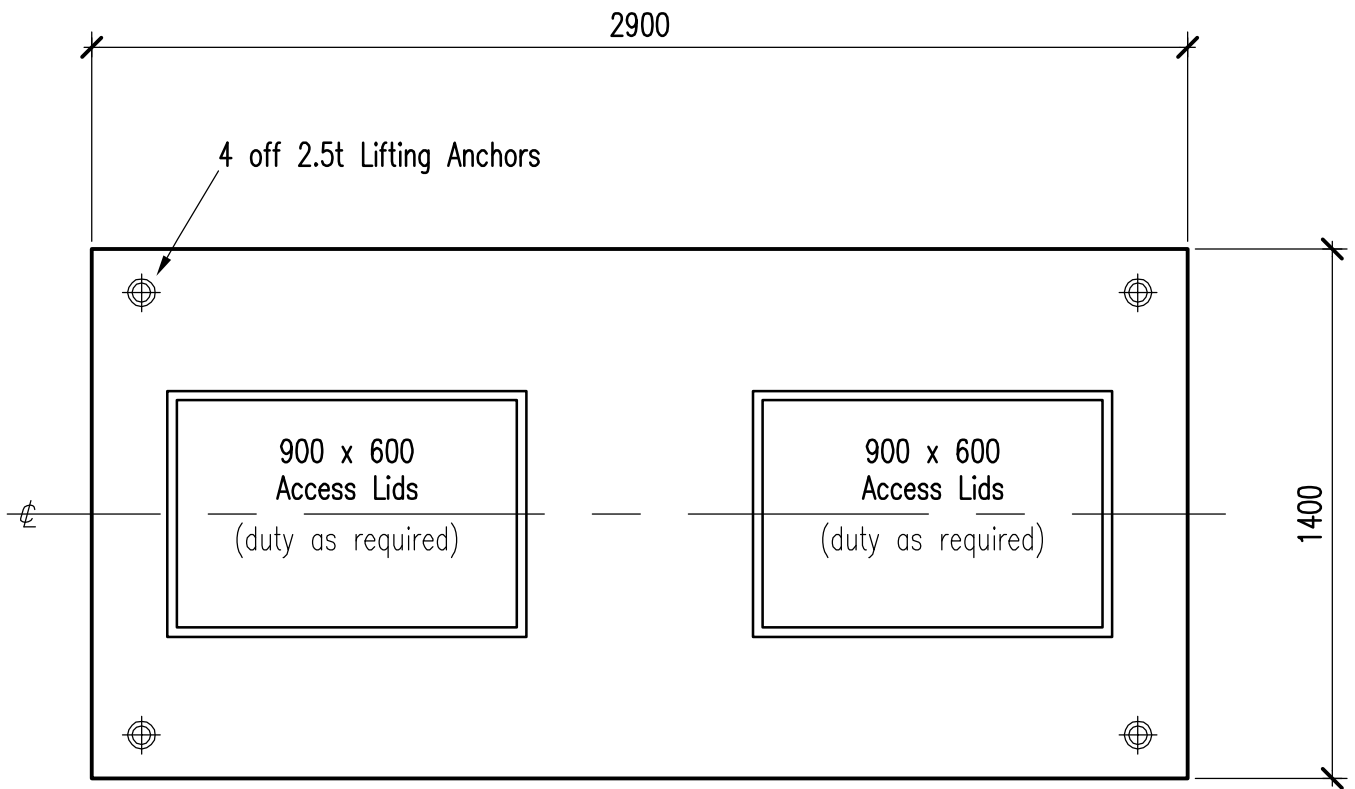 2900
4 off 2.5t Lifting Anchors
900 x 600
Access Lids
(duty as required)
900 x 600
Access Lids
(duty as required)
℄
1400